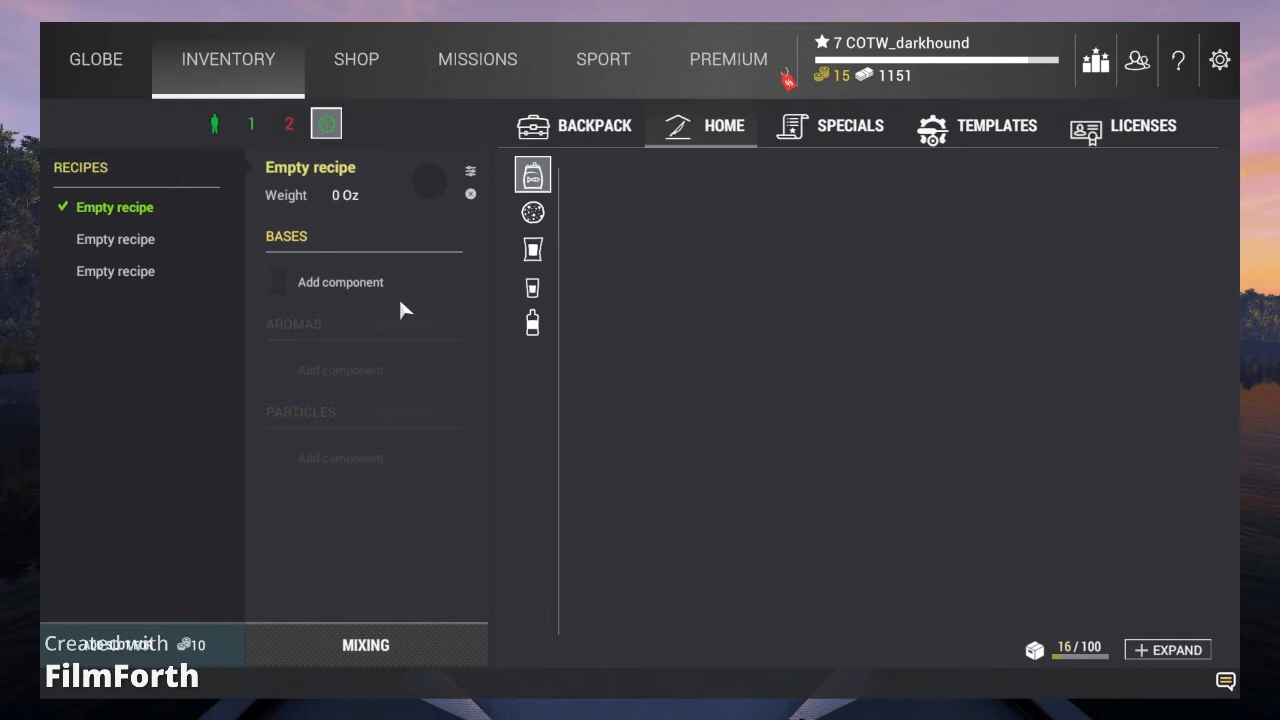 GLOBE
INVENTORY
SHOP
MISSIONS
SPORT
PREMIUM
7 COTW_darkhound
15 1151
?
1
2
BACKPACK
HOME
SPECIALS
TEMPLATES
LICENSES
RECIPES
Empty recipe
Empty recipe
Empty recipe
Empty recipe
Weight 0 Oz
BASES
Add component
AROMAS
Add component
PARTICLES
Add component
10
MIXING
16 / 100
+ EXPAND
Created with
FilmForth